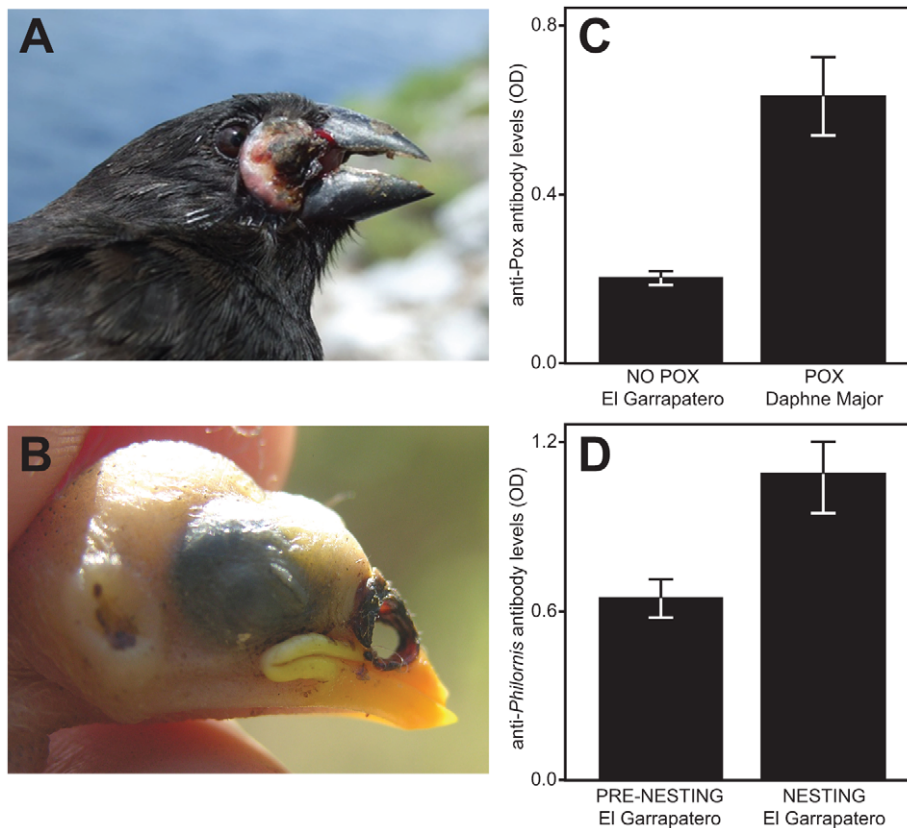 A
B
C
0.8
0.4
0.0
anti-Pox antibody levels (OD)
NO POX
El Garrapatero
POX
Daphne Major
D
1.2
0.6
0.0
anti-Philornis antibody levels (OD)
PRE-NESTING
El Garrapatero
NESTING
El Garrapatero